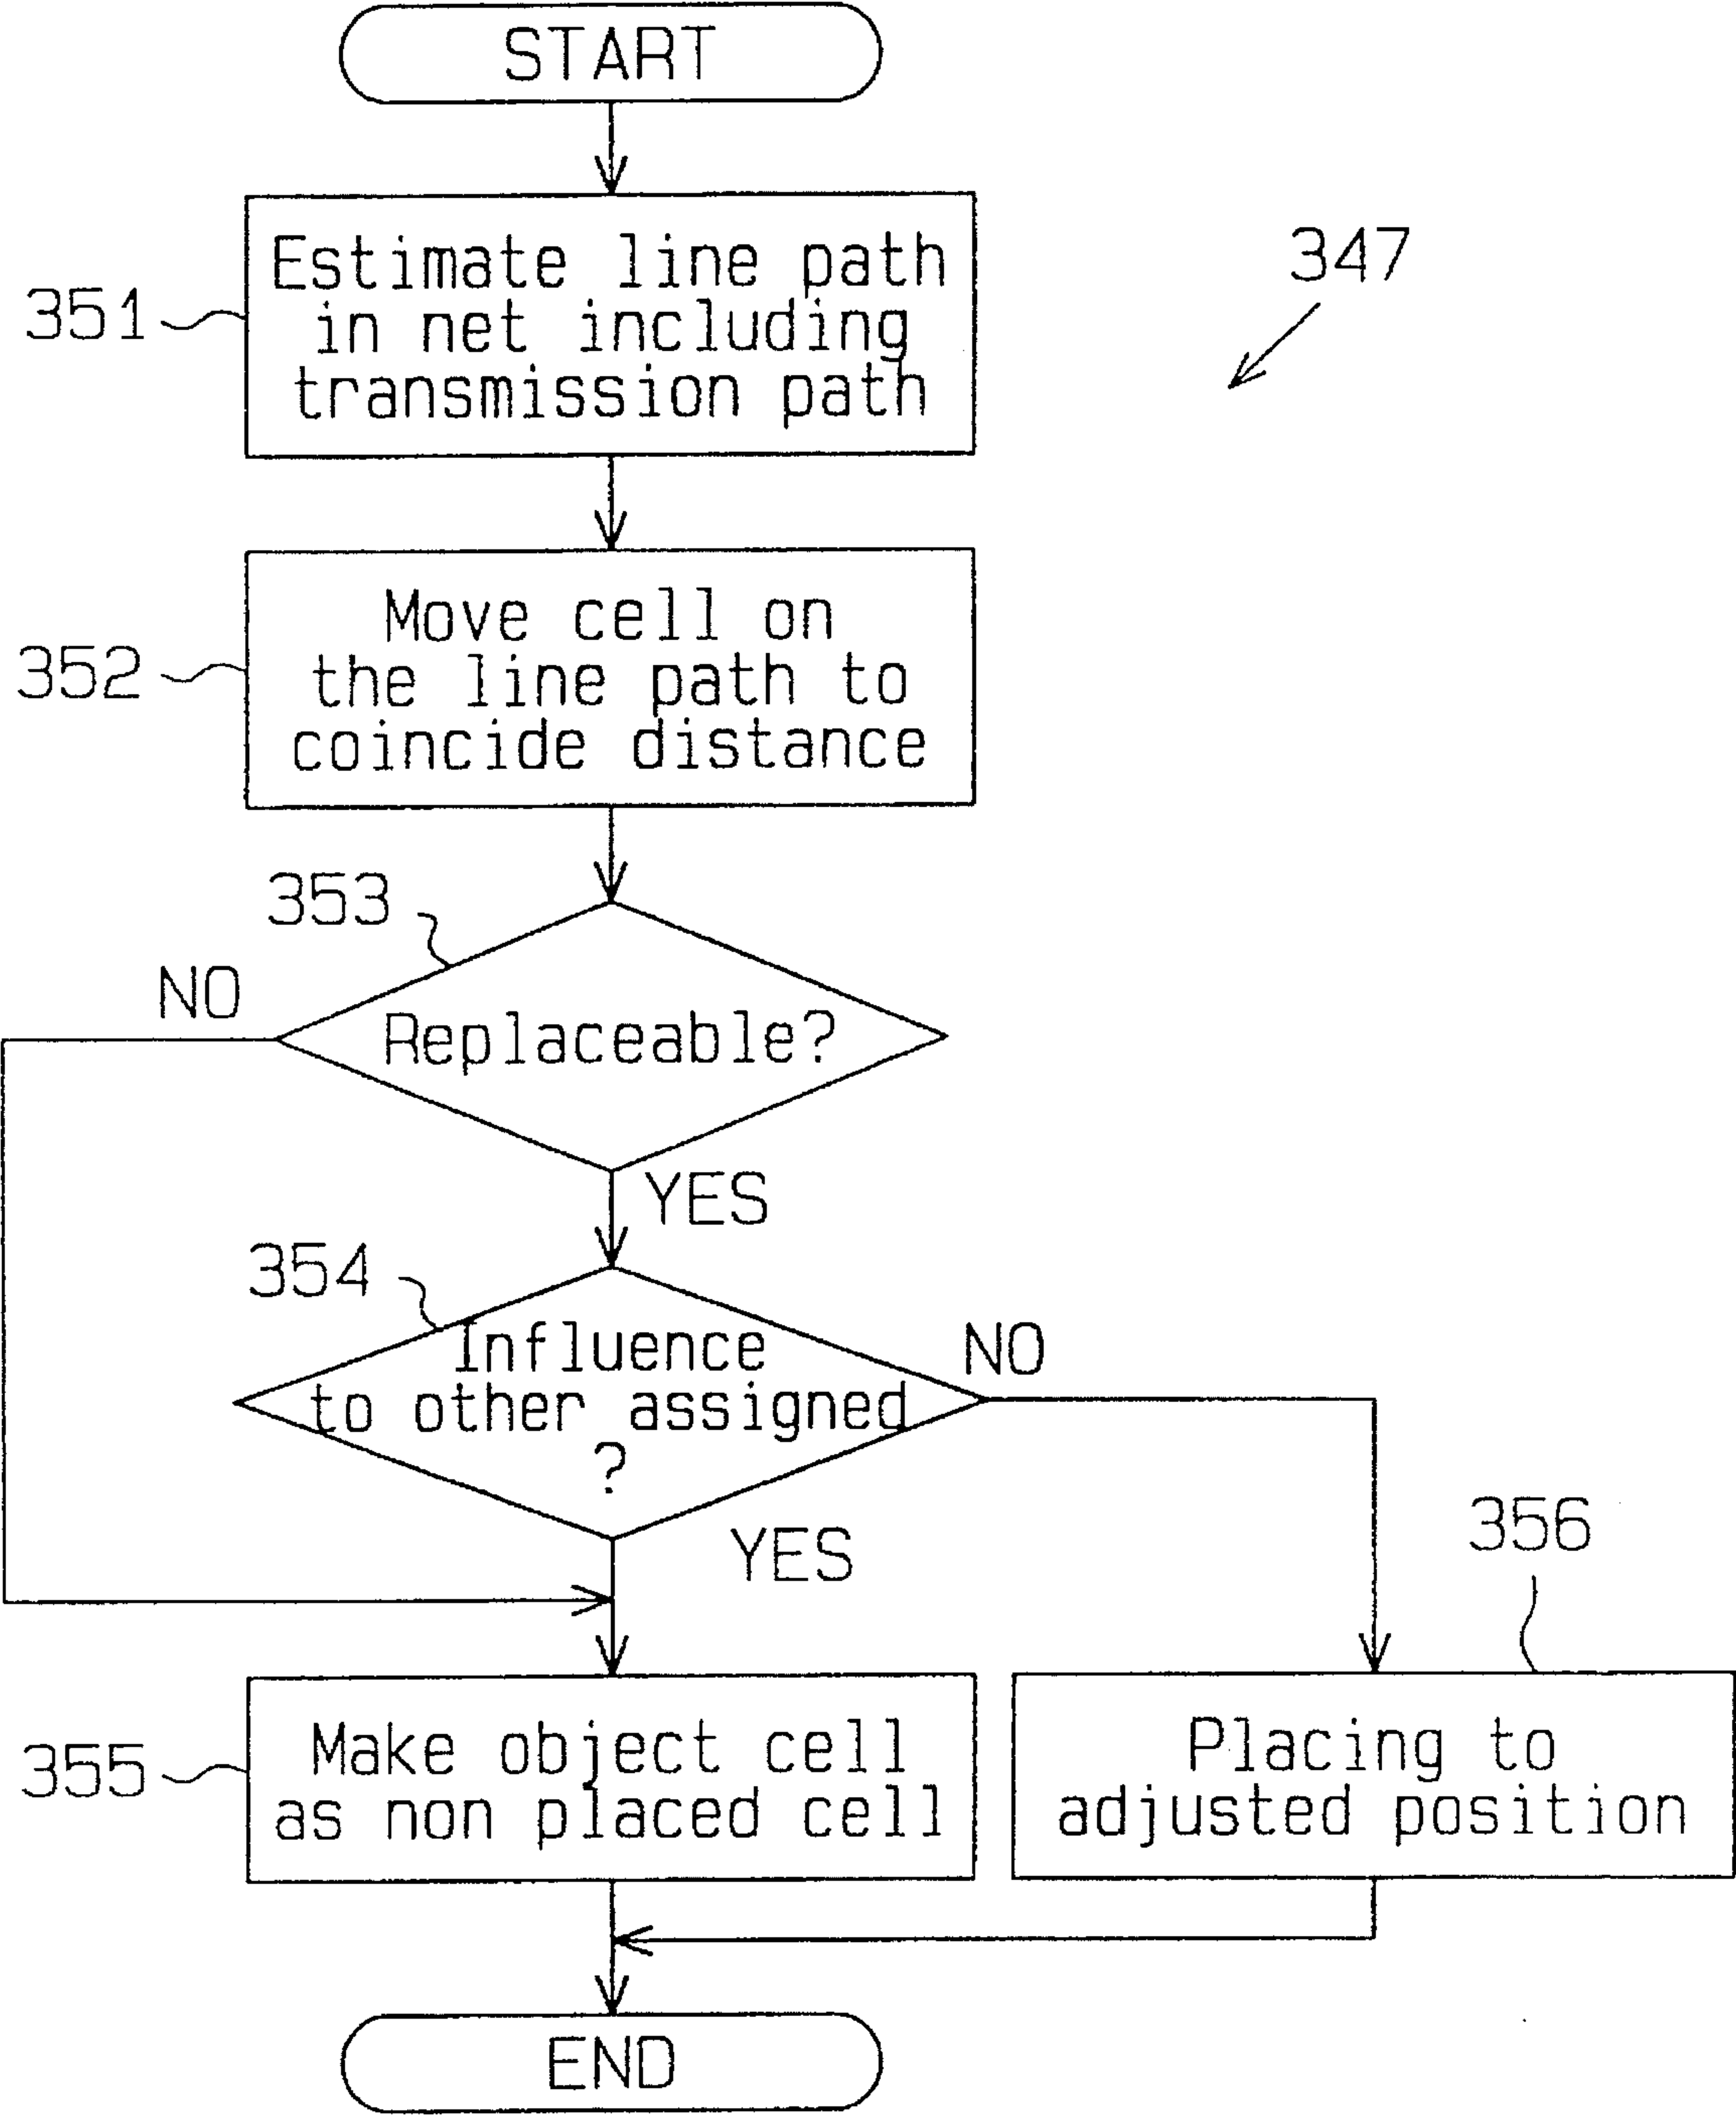 START
347
351
Estimate line path
in net including
transmission path
352
Move cell on
the line path to
coincide distance
353
NO
Replaceable?
YES
354
Influence
to other assigned
?
NO
YES
356
355
Make object cell
as non placed cell
Placing to
adjusted position
END